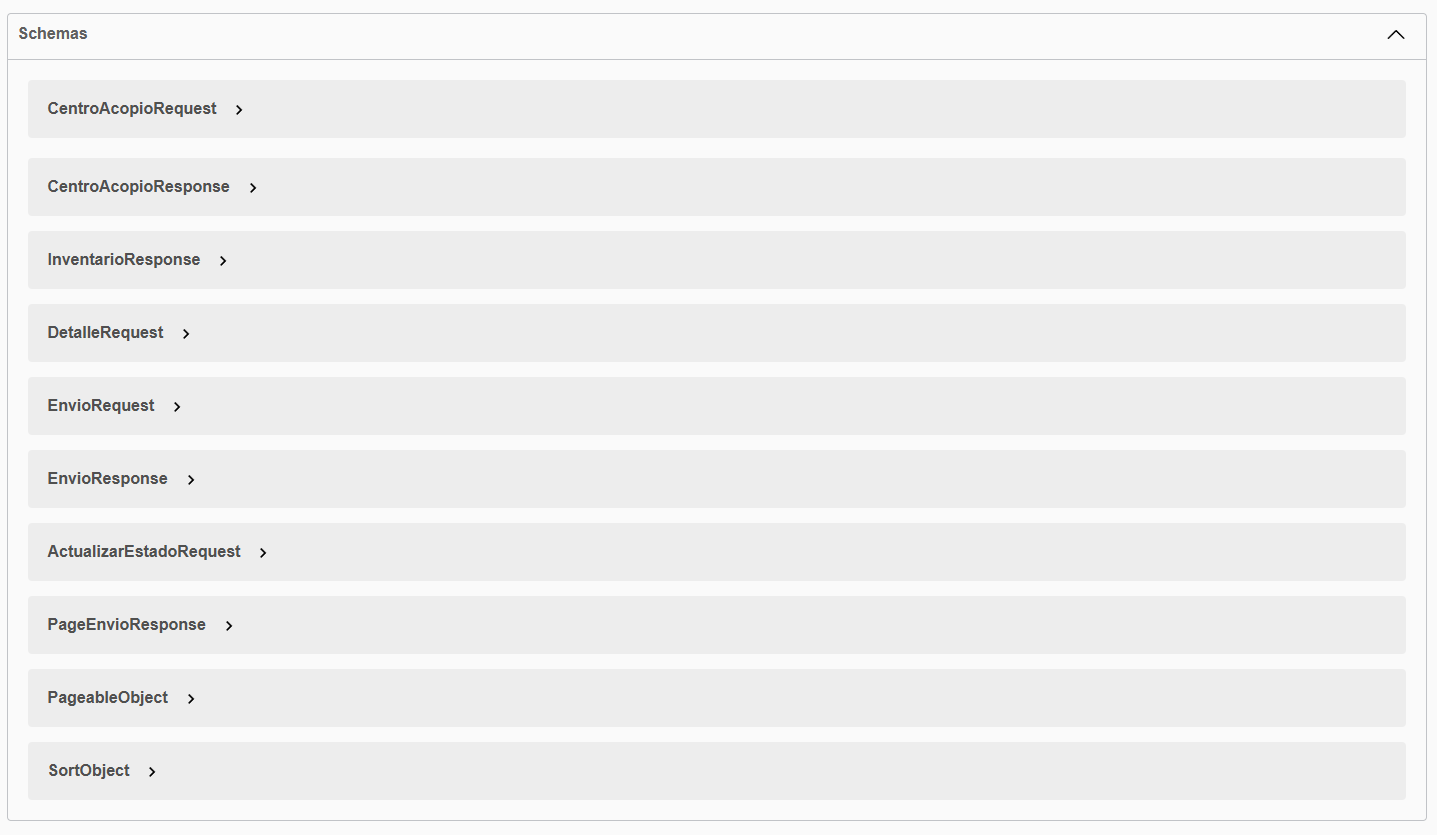 Schemas
CentroAcopioRequest
CentroAcopioResponse
InventarioResponse
DetalleRequest
EnvioRequest
EnvioResponse
ActualizarEstadoRequest
PageEnvioResponse
PageableObject
SortObject